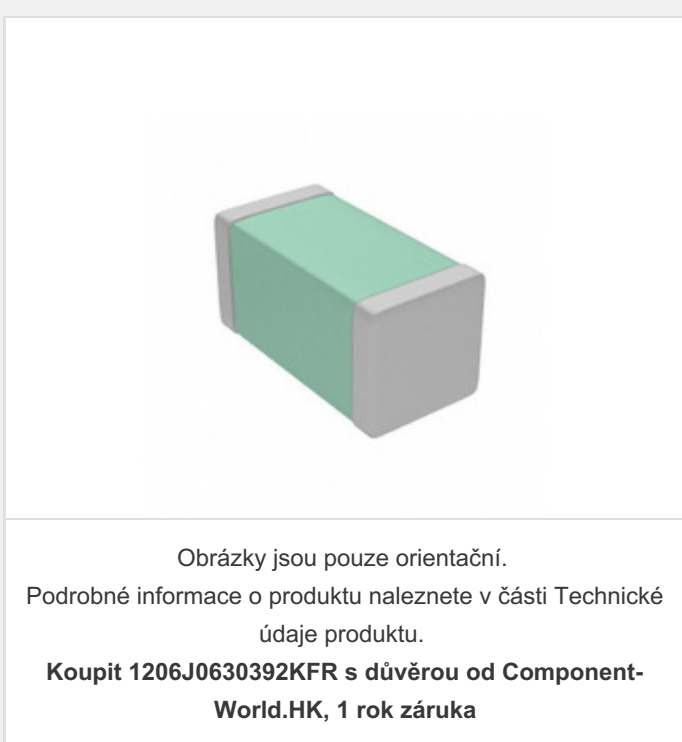 Obrázky jsou pouze orientační.
Podrobné informace o produktu naleznete v části Technické
údaje produktu.
Koupit 1206J0630392KFR s důvěrou od Component-
World.HK, 1 rok záruka